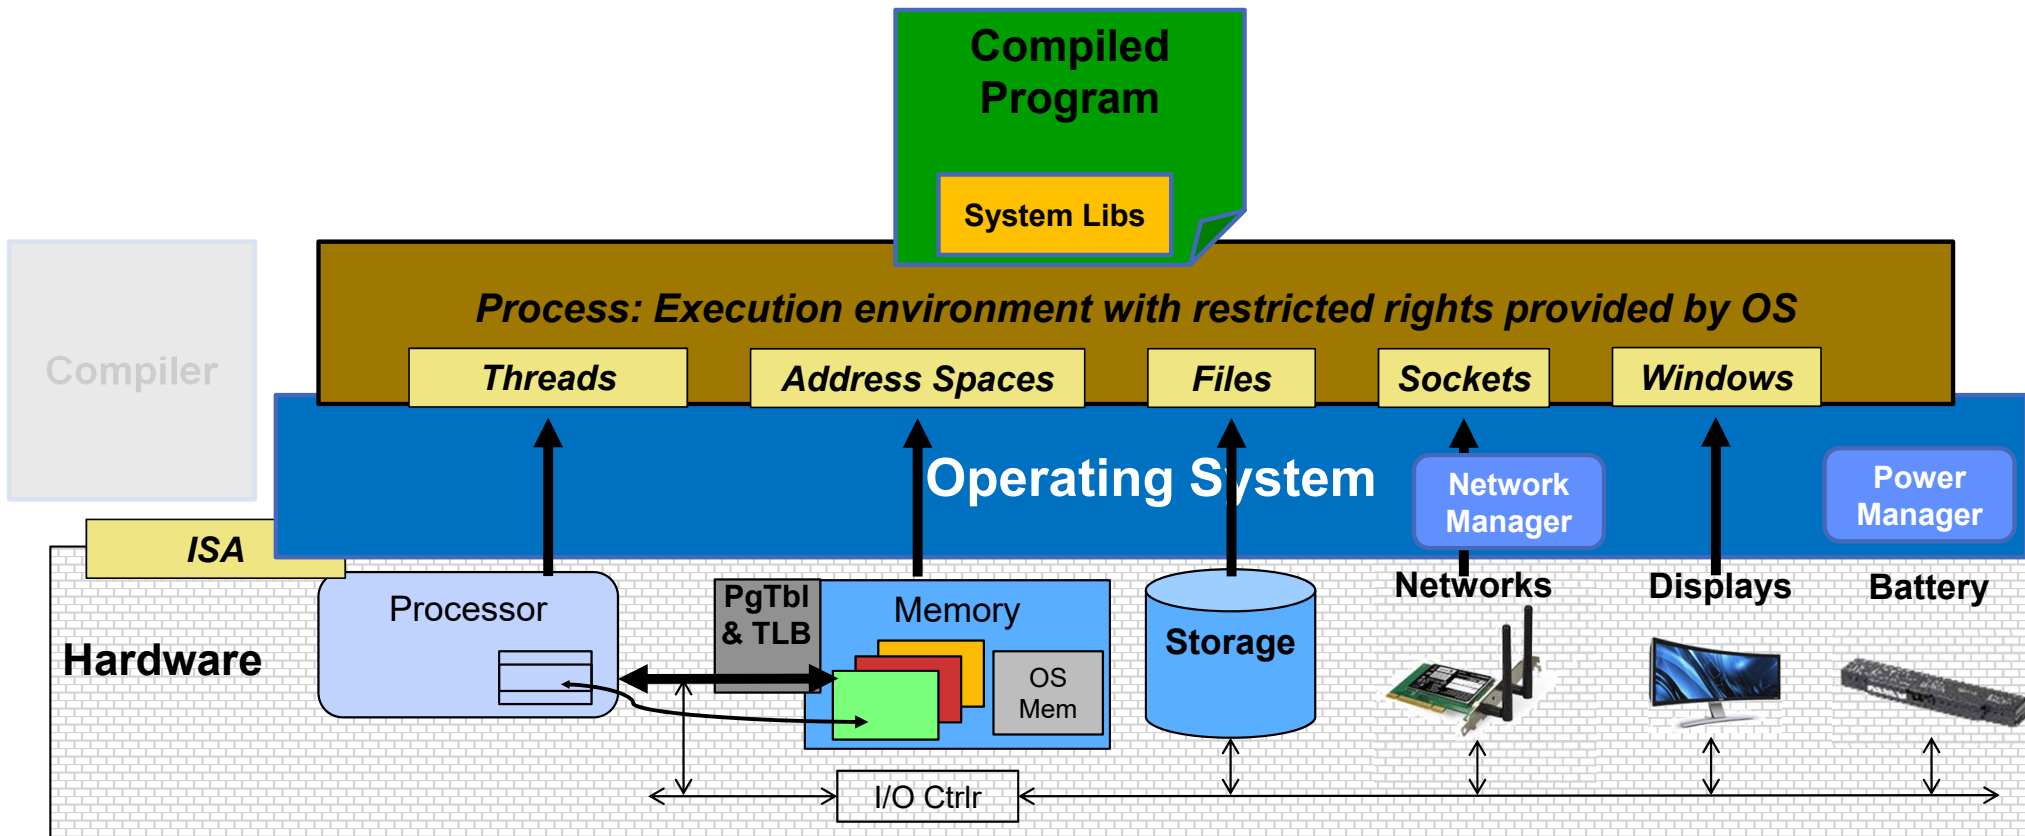 Compiled
Program
System Libs
Process: Execution environment with restricted rights provided by OS
Compiler
Threads
Address Spaces
Files
Sockets
Windows
Operating System
Network
Manager
Power
Manager
ISA
Hardware
Processor
PgTbl
& TLB
Memory
OS
Mem
Storage
Networks
Displays
Battery
I/O Ctrlr